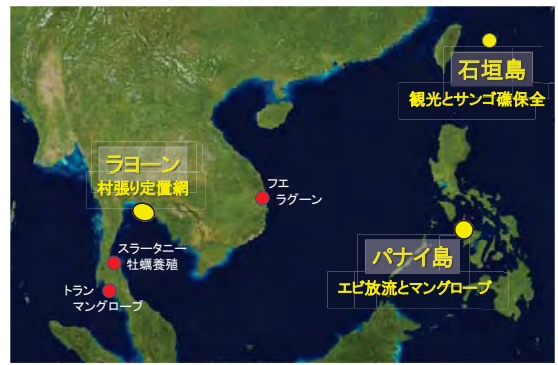 石垣島
観光とサンゴ礁保全
ラヨーン
村張り定置網
フエ
ラグーン
パナイ島
スラータニー
牡蠣養殖
エビ放流とマングローブ
トラン
マングローブ